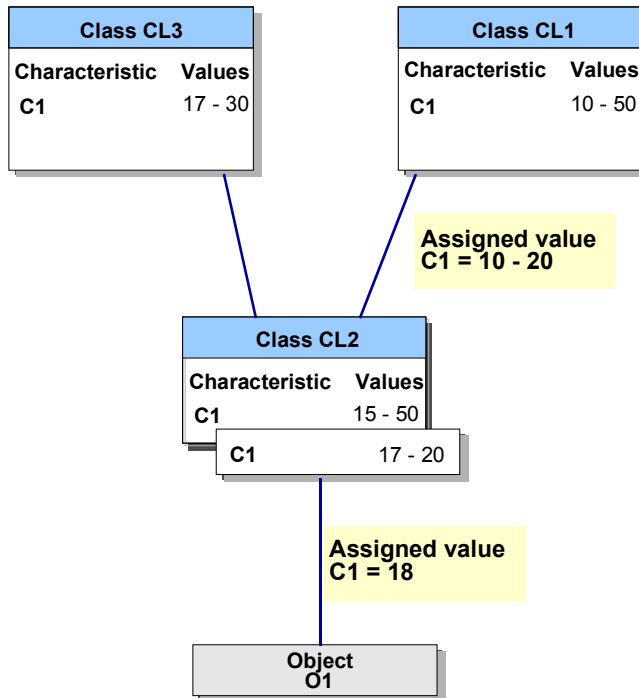 Class CL3
Characteristic Values
C1 17 - 30
Class CL1
Characteristic Values
C1 10 - 50
Assigned value
C1 = 10 - 20
Class CL2
Characteristic Values
C1 15 - 50
C1 17 - 20
Assigned value
C1 = 18
Object
O1